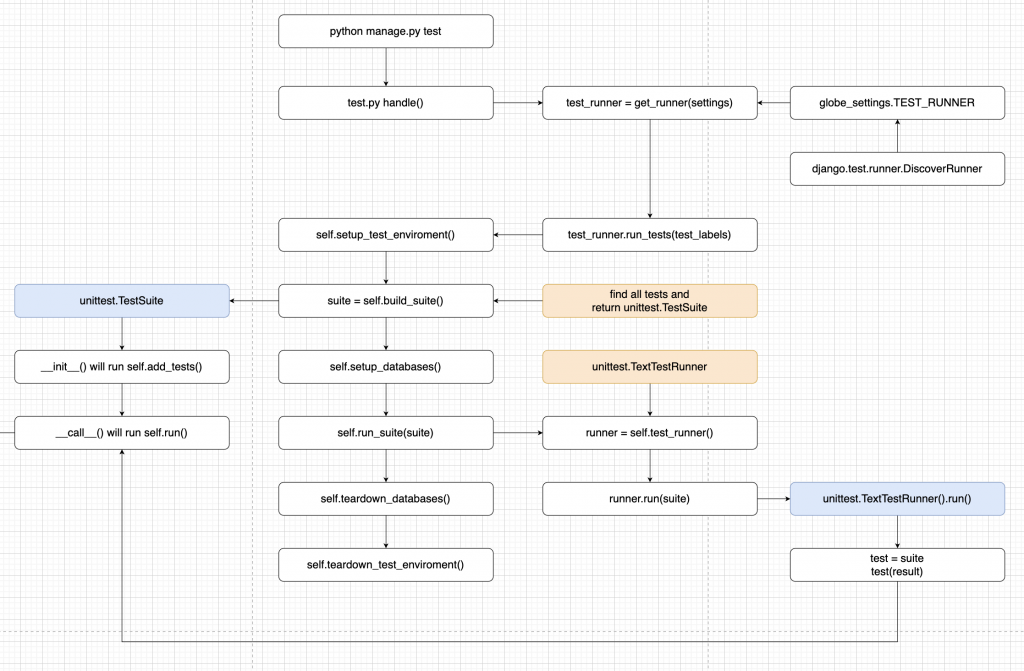 python manage.py test
test.py handle()
test_runner = get_runner(settings)
globe_settings.TEST_RUNNER
django.test.runner.DiscoverRunner
self.setup_test_enviroment()
test_runner.run_tests(test_labels)
unittest.TestSuite
suite = self.build_suite()
find all tests and
return unittest.TestSuite
__init__() will run self.add_tests()
self.setup_databases()
unittest.TextTestRunner
__call__() will run self.run()
self.run_suite(suite)
runner = self.test_runner()
self.teardown_databases()
runner.run(suite)
unittest.TextTestRunner().run()
self.teardown_test_enviroment()
test = suite
test(result)